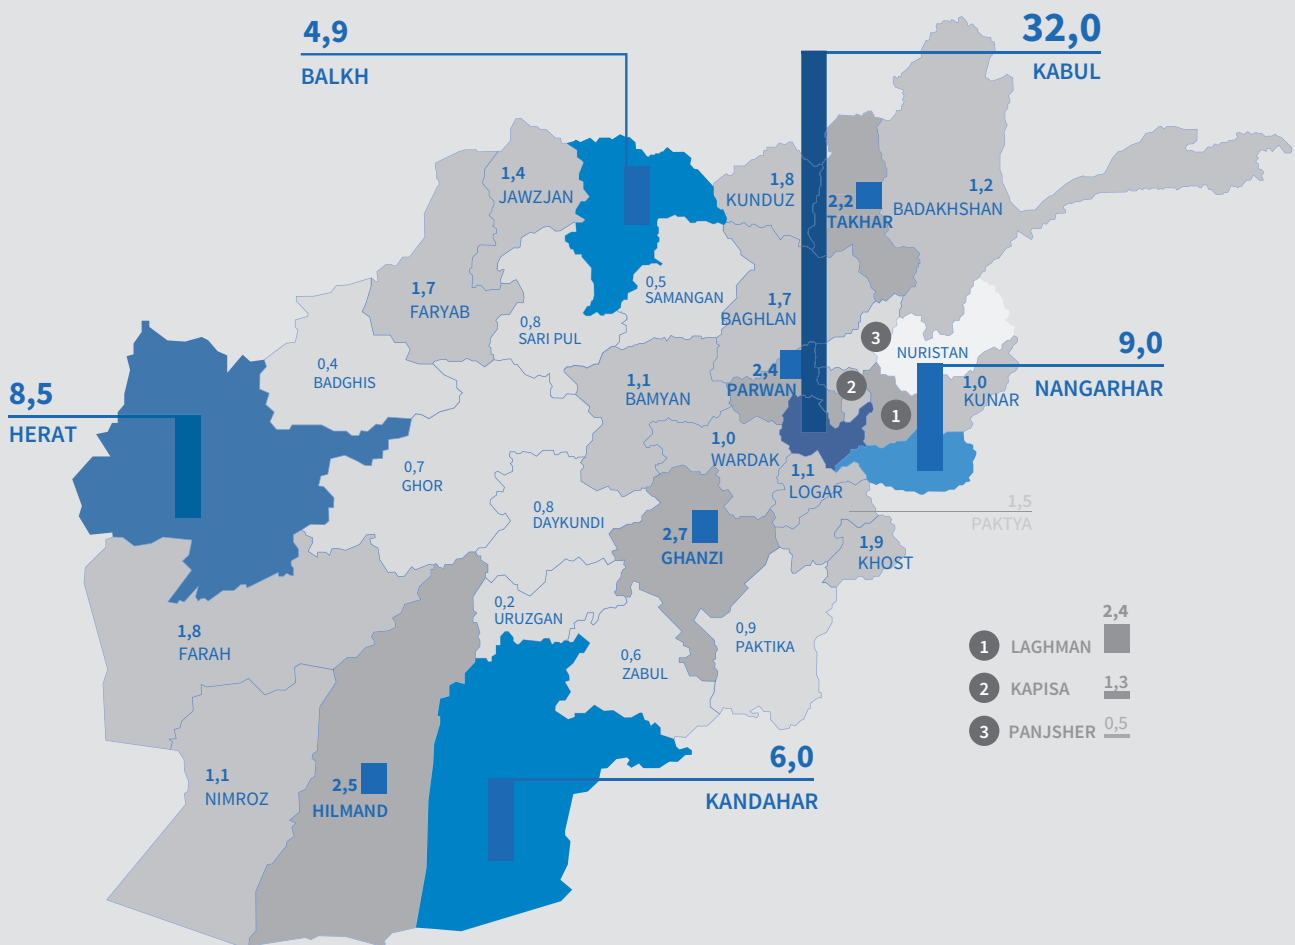 4,9
BALKH
32,0
KABUL
1,4
JAWZJAN
1,8
KUNDUZ
2,2
TAKHAR
1,2
BADAKHSHAN
1,7
FARYAB
0,5
SAMANGAN
0,8
SARI PUL
1,7
BAGHLAN
3
NURISTAN
9,0
NANGARHAR
0,4
BADGHIS
1,1
BAMYAN
2,4
PARWAN
2
1
1,0
KUNAR
8,5
HERAT
1,0
WARDAK
1,1
LOGAR
0,7
GHOR
0,8
DAYKUNDI
2,7
GHANZI
1,5
PAKTYA
1,9
KHOST
0,2
URUZGAN
1,8
FARAH
0,6
ZABUL
0,9
PAKTIKA
2,4
1 LAGHMAN
2 KAPISA 1,3
3 PANJSHER 0,5
1,1
NIMROZ
2,5
HILMAND
6,0
KANDAHAR